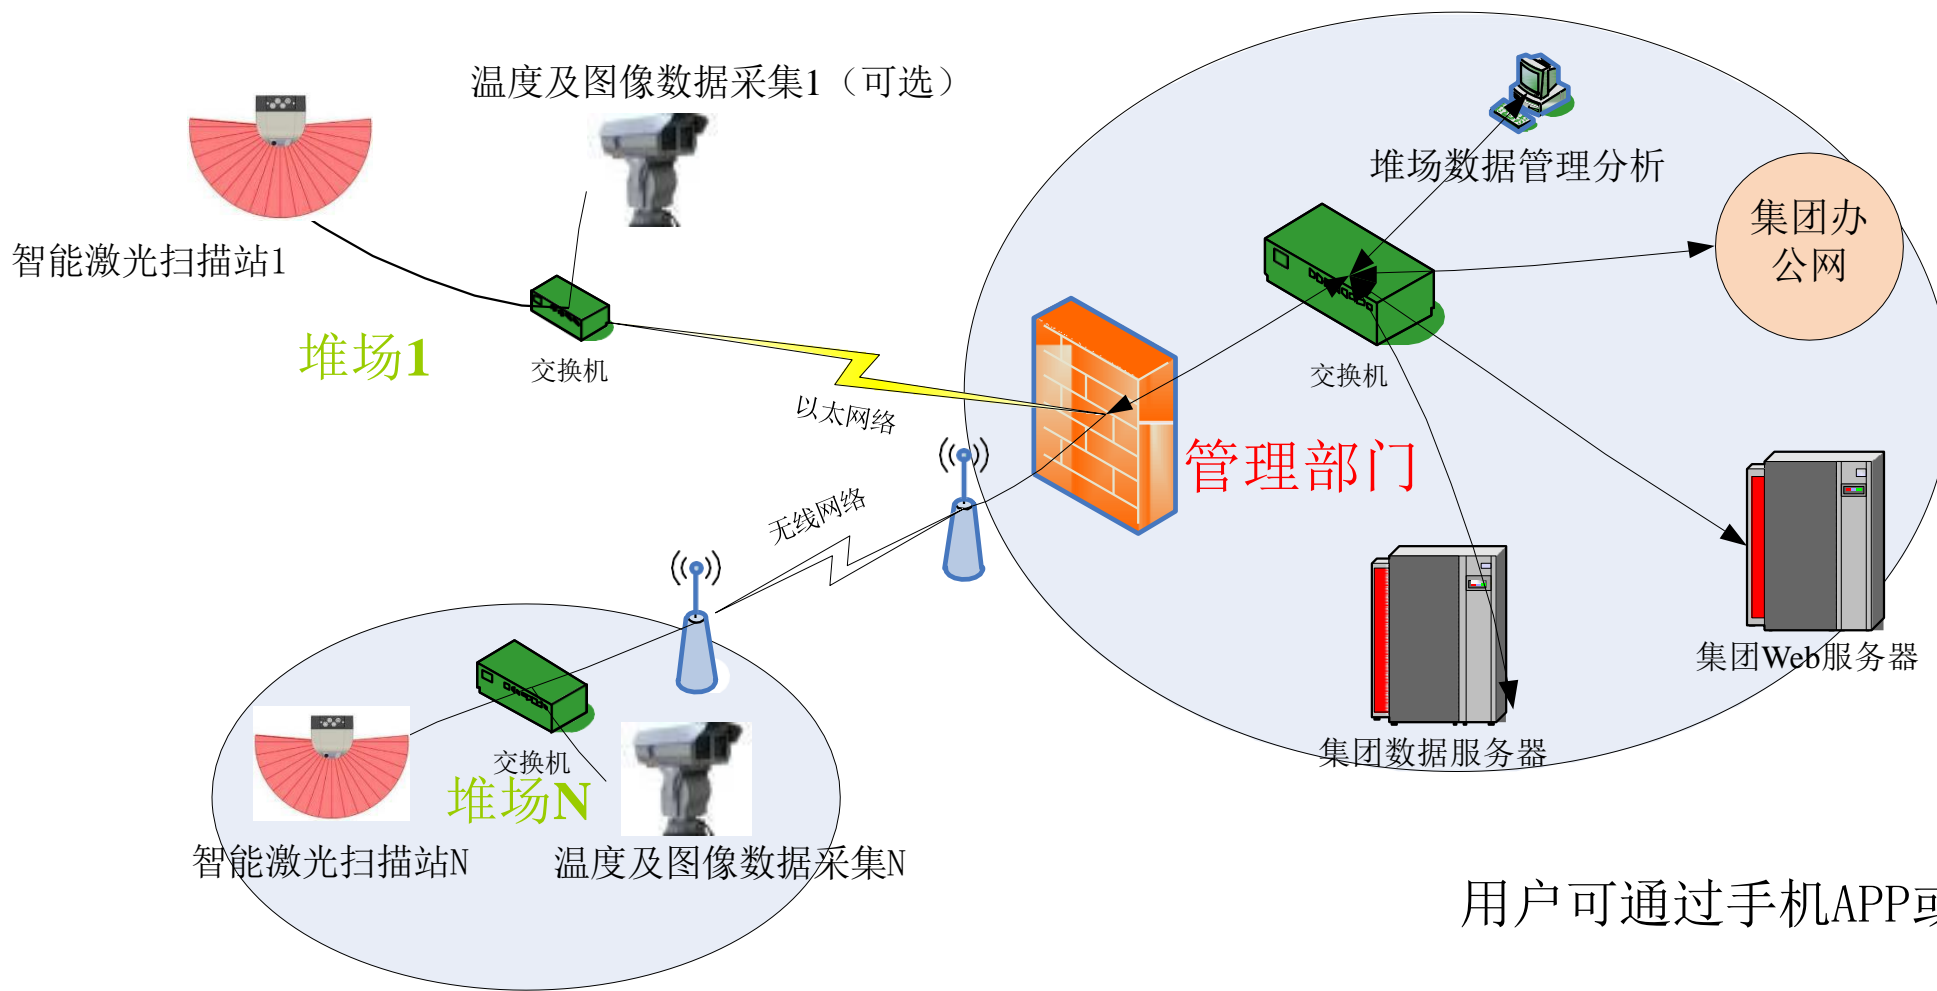 温度及图像数据采集1（可选）
智能激光扫描站1
堆场1
交换机
以太网络
无线网络
堆场数据管理分析
集团办
公网
交换机
管理部门
集团Web服务器
集团数据服务器
交换机
堆场N
智能激光扫描站N
温度及图像数据采集N
用户可通过手机APP或